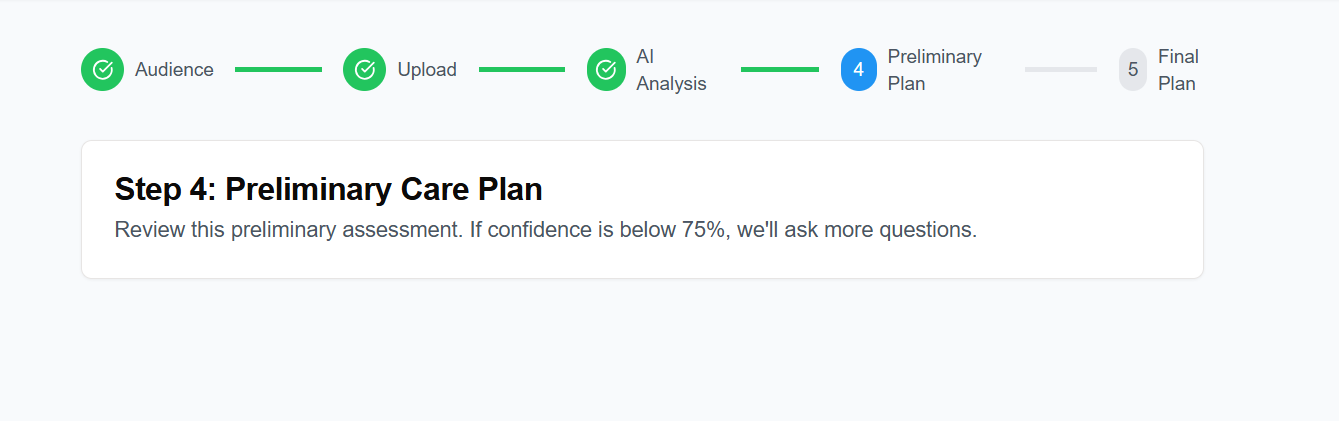 Audience
Upload
AI
Analysis
4
Preliminary
Plan
5
Final
Plan
Step 4: Preliminary Care Plan
Review this preliminary assessment. If confidence is below 75%, we'll ask more questions.